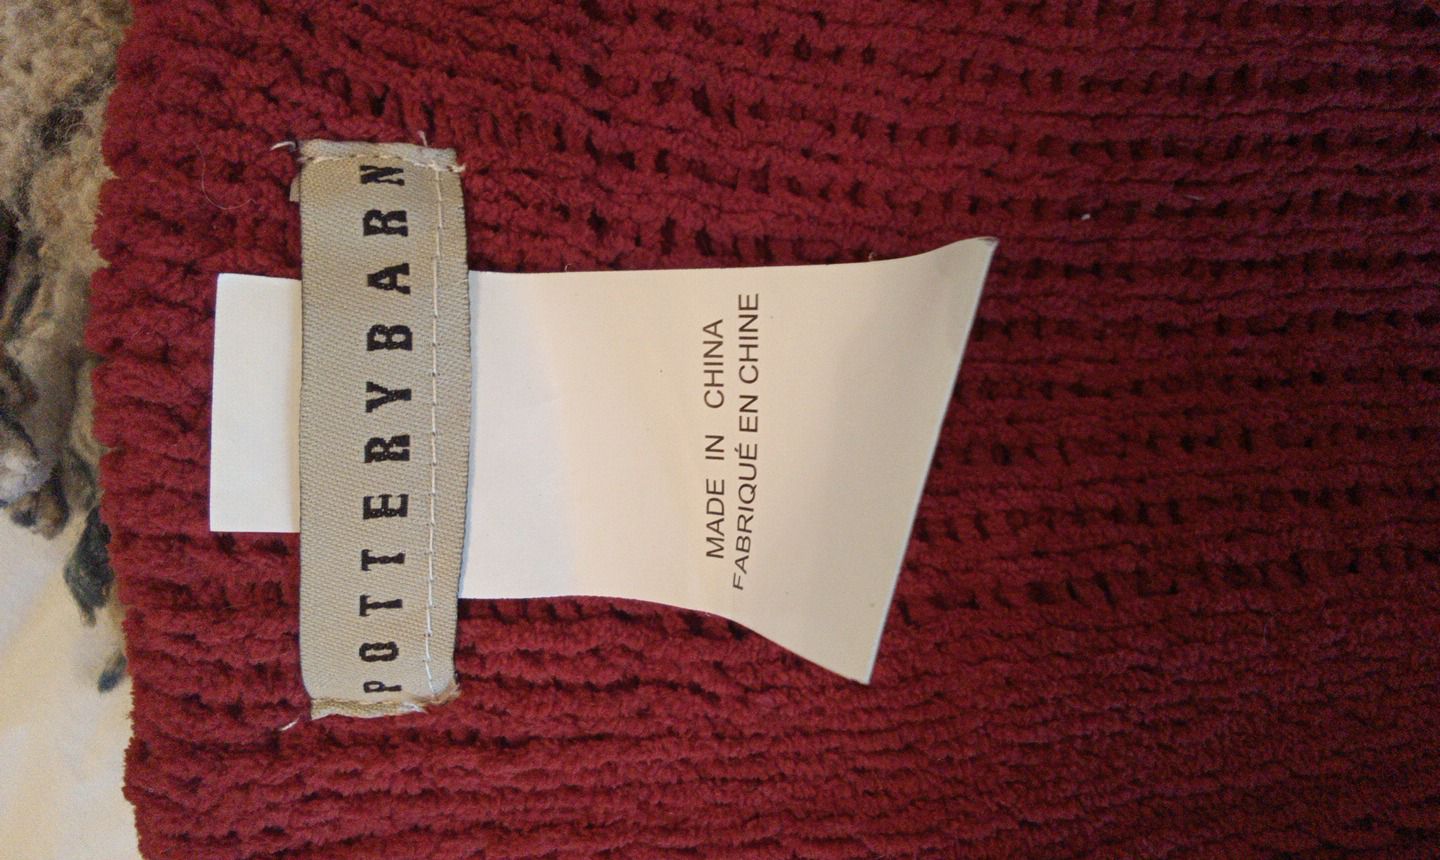 POTTERYBARN
MADE IN CHINA
FABRIQUÉ EN CHINE